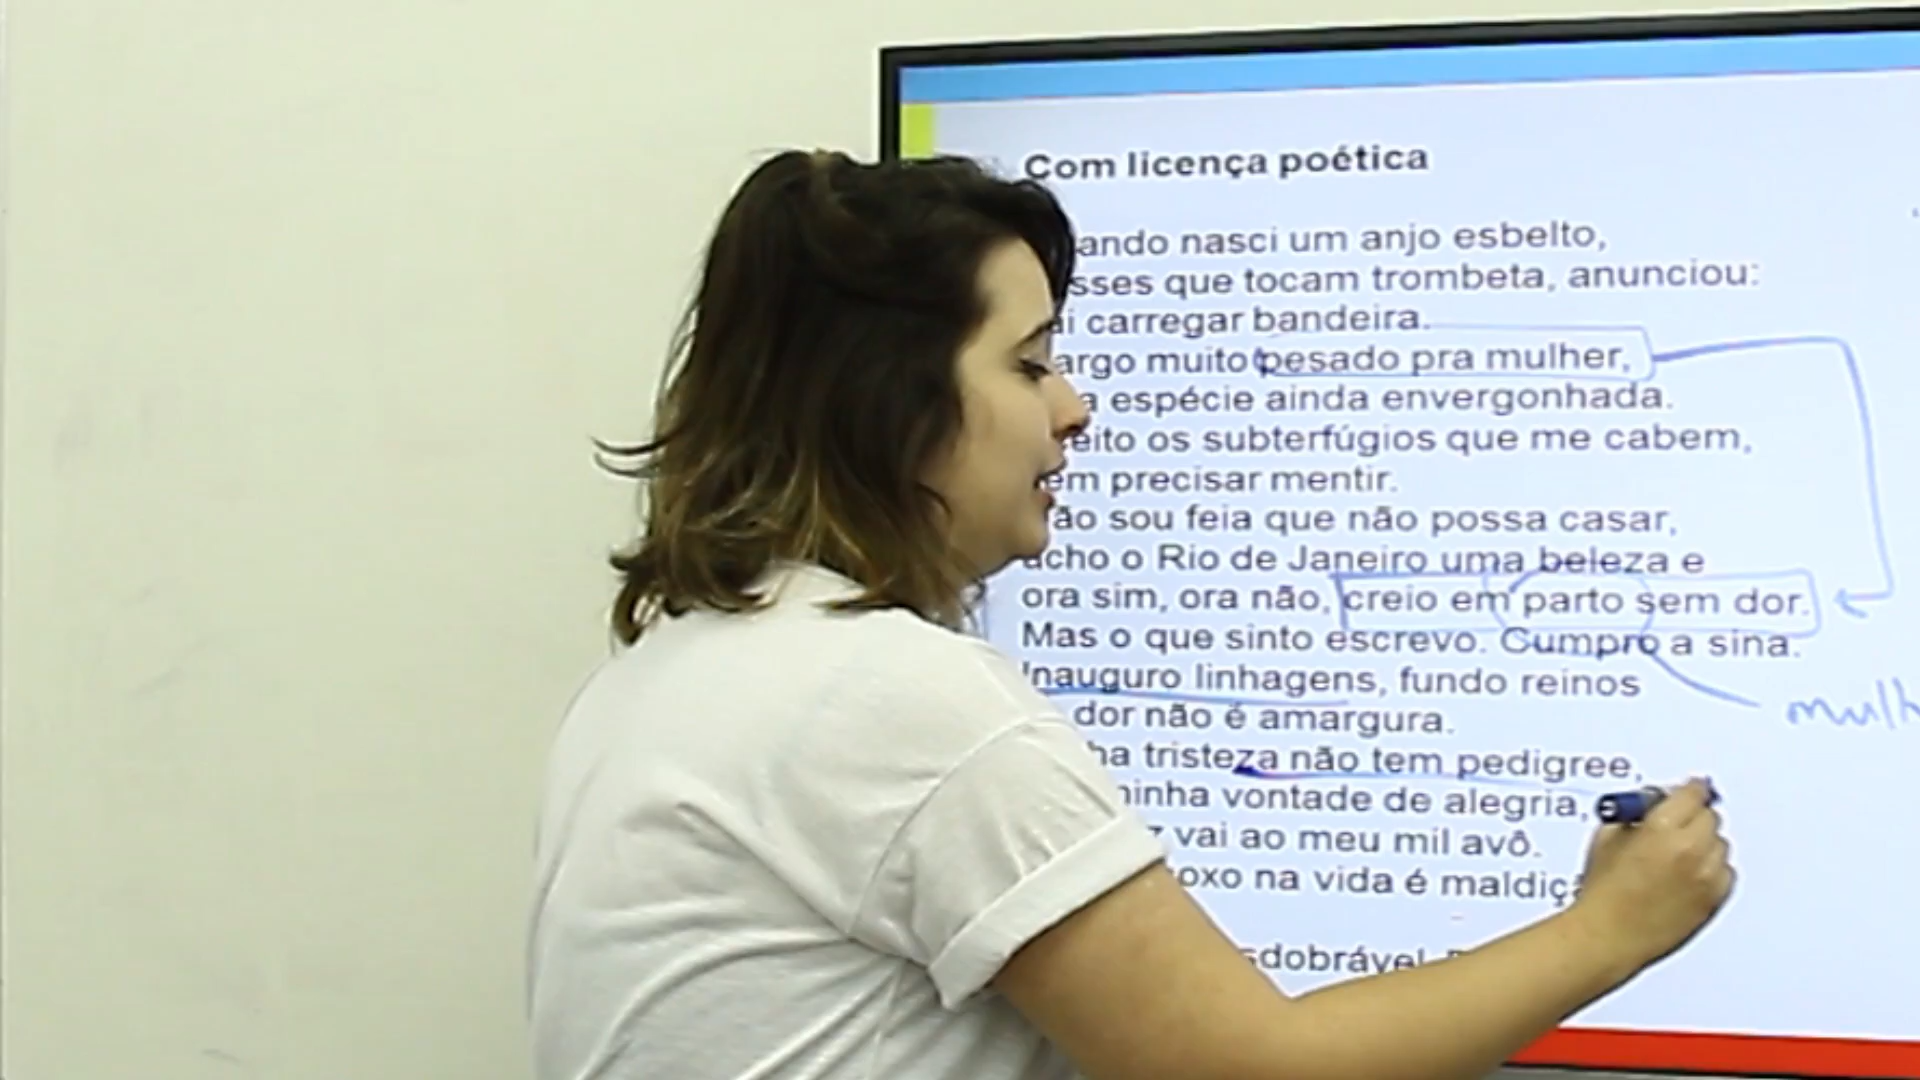 Com licença poética
ando nasci um anjo esbelto,
sses que tocam trombeta, anunciou:
ai carregar bandeira.
argo muito pesado pra mulher,
a espécie ainda envergonhada.
eito os subterfúgios que me cabem,
em precisar mentir.
ão sou feia que não possa casar,
acho o Rio de Janeiro uma beleza e
ora sim, ora não, creio em parto sem dor.
Mas o que sinto escrevo. Cumpro a sina.
Inauguro linhagens, fundo reinos
dor não é amargura.
mulh
ha tristeza não tem pedigree,
minha vontade de alegria,
z vai ao meu mil avô.
oxo na vida é maldiçã
sdobrável